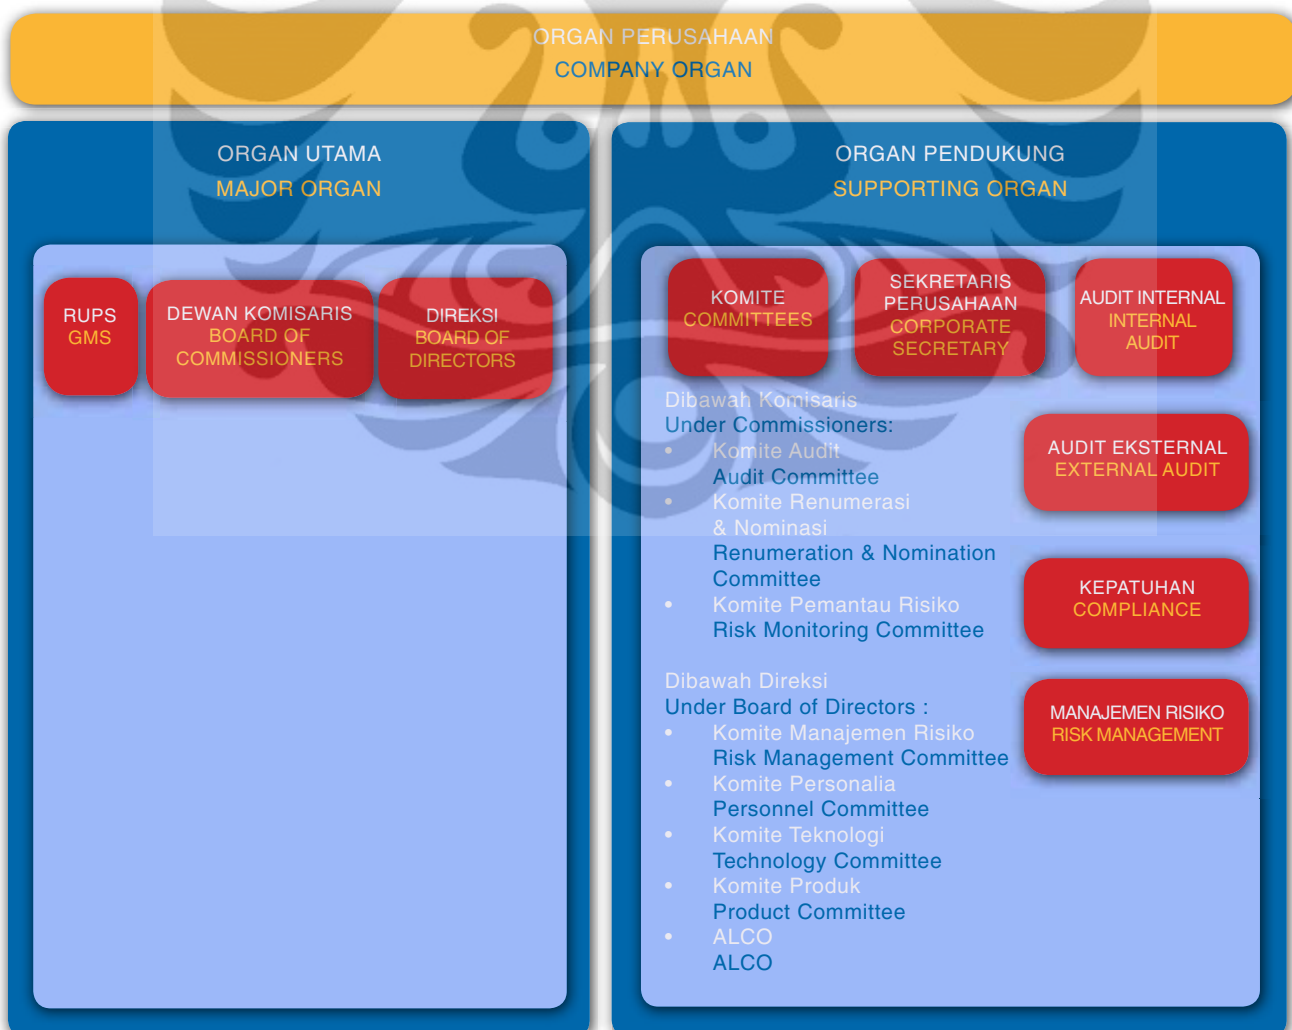 ORGAN PERUSAHAAN
COMPANY ORGAN
ORGAN UTAMA
MAJOR ORGAN
RUPS
GMS
DEWAN KOMISARIS
BOARD OF
COMMISSIONERS
DIREKSI
BOARD OF
DIRECTORS
ORGAN PENDUKUNG
SUPPORTING ORGAN
KOMITE
COMMITTEES
SEKRETARIS
PERUSAHAAN
CORPORATE
SECRETARY
AUDIT INTERNAL
INTERNAL
AUDIT
Dibawah Komisaris
Under Commissioners:
• Komite Audit
Audit Committee
• Komite Renumerasi
& Nominasi
Renumeration & Nomination
Committee
• Komite Pemantau Risiko
Risk Monitoring Committee
Dibawah Direksi
Under Board of Directors :
• Komite Manajemen Risiko
Risk Management Committee
• Komite Personalia
Personnel Committee
• Komite Teknologi
Technology Committee
• Komite Produk
Product Committee
• ALCO
ALCO
AUDIT EKSTERNAL
EXTERNAL AUDIT
KEPATUHAN
COMPLIANCE
MANAJEMEN RISIKO
RISK MANAGEMENT